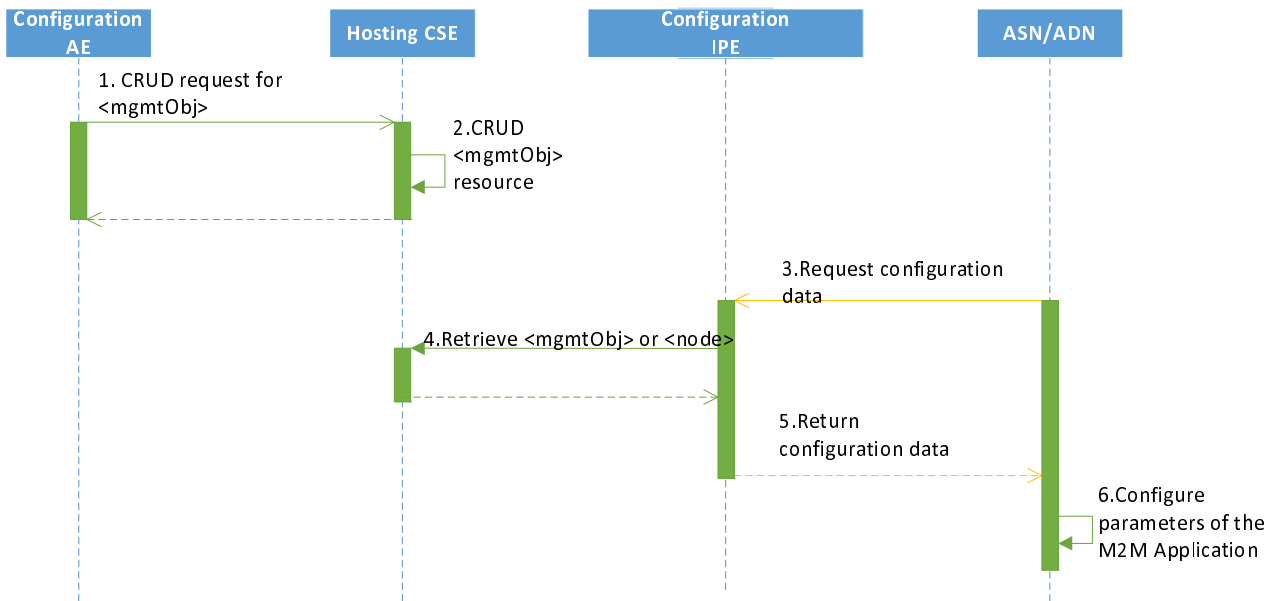 Configuration
AE
Hosting CSE
Configuration
IPE
ASN/ADN
1. CRUD request for
<mgmtObj>
2.CRUD
<mgmtObj>
resource
3.Request configuration
data
4.Retrieve <mgmtObj> or <node>
5.Return
configuration data
6.Configure
parameters of the
M2M Application